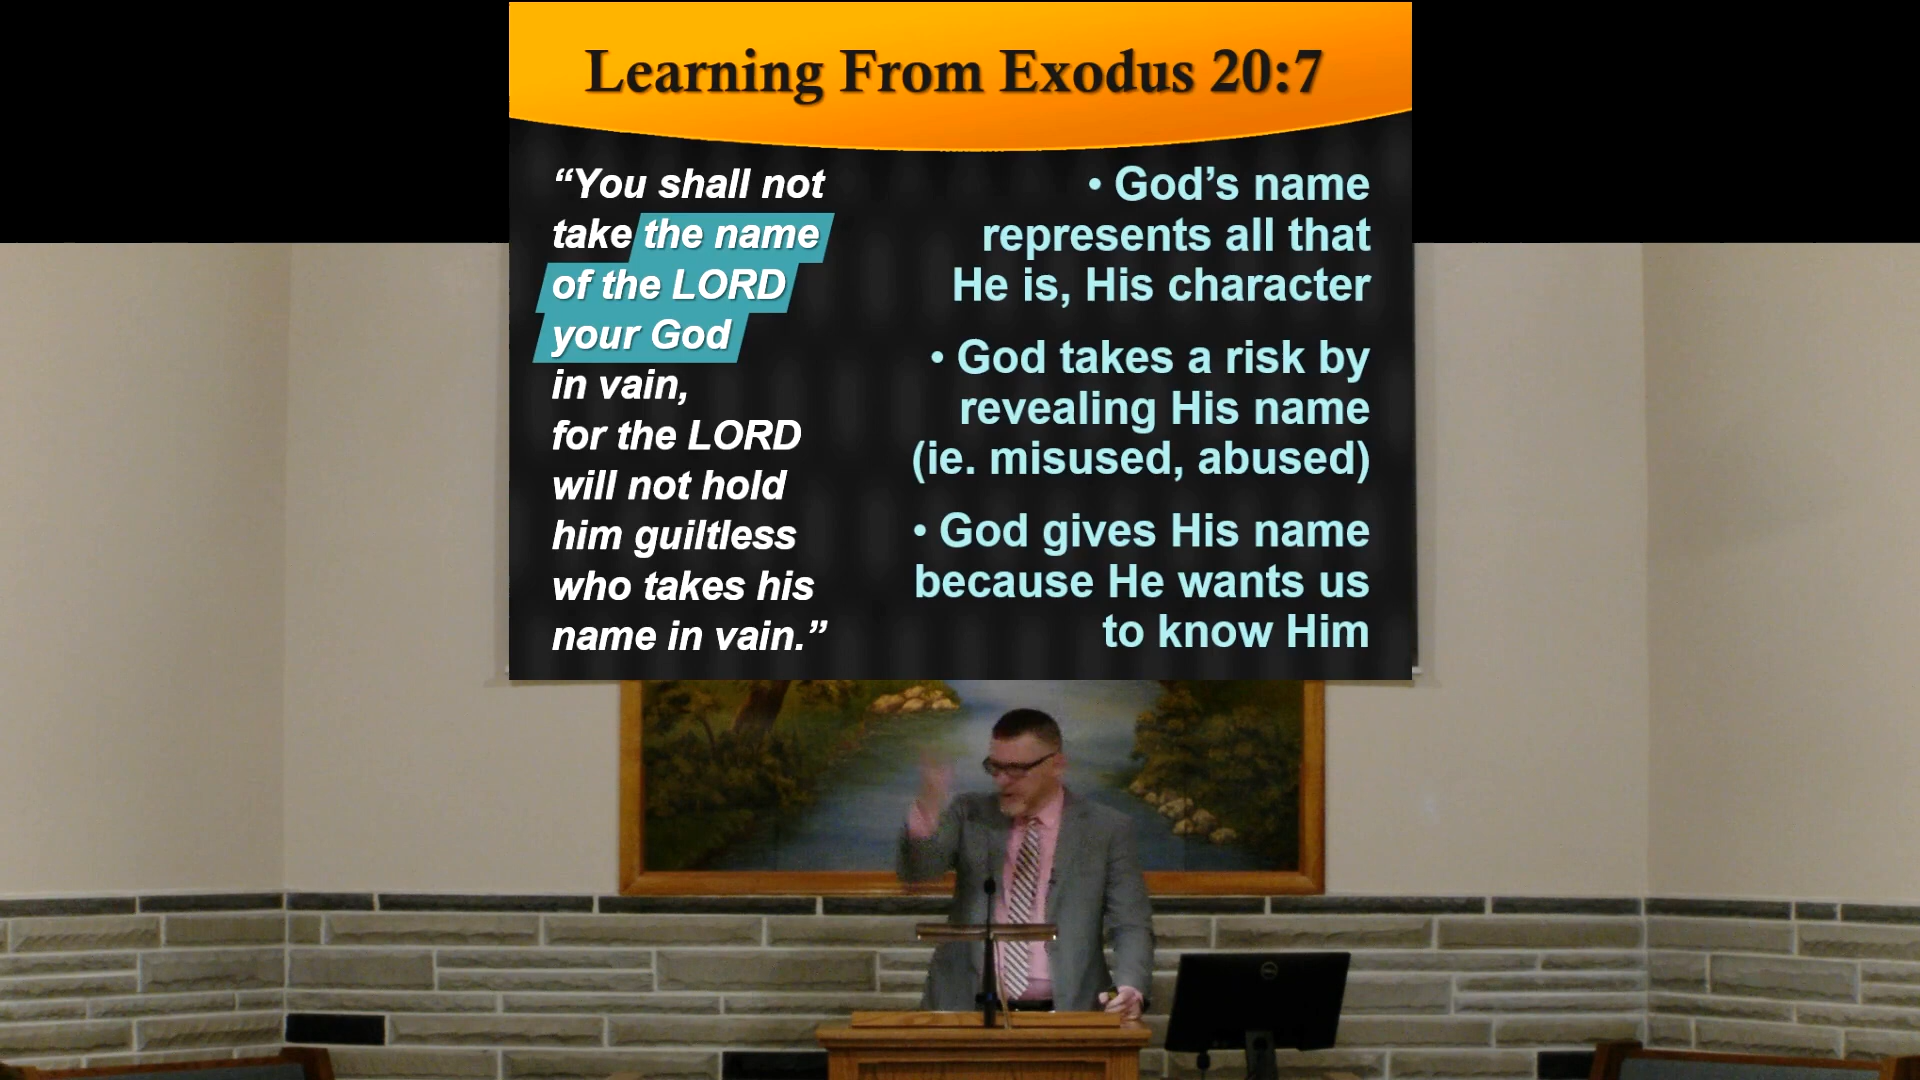 Learning From Exodus 20:7
“You shall not
take the name
of the LORD
your God
in vain,
for the LORD
will not hold
him guiltless
who takes his
name in vain.”
• God’s name
represents all that
He is, His character
• God takes a risk by
revealing His name
(ie. misused, abused)
• God gives His name
because He wants us
to know Him
DELL